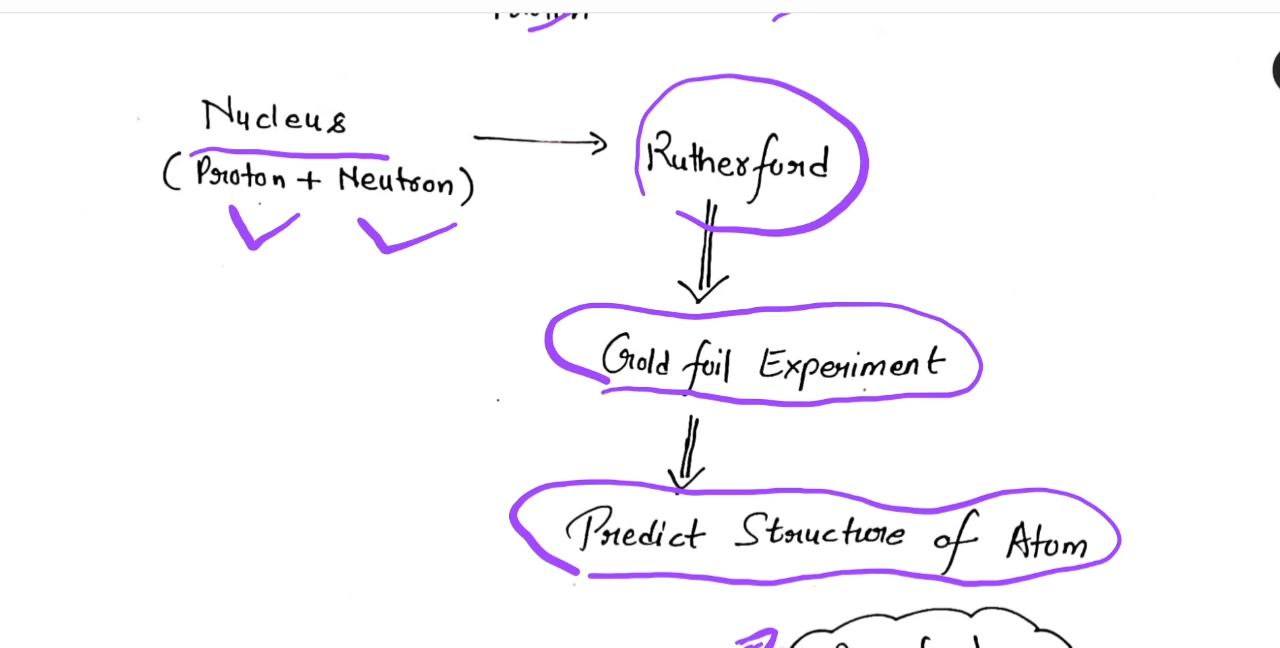 Nucleus
(Proton + Neutron)
Rutherford
Gold foil Experiment
Predict Structure of Atom